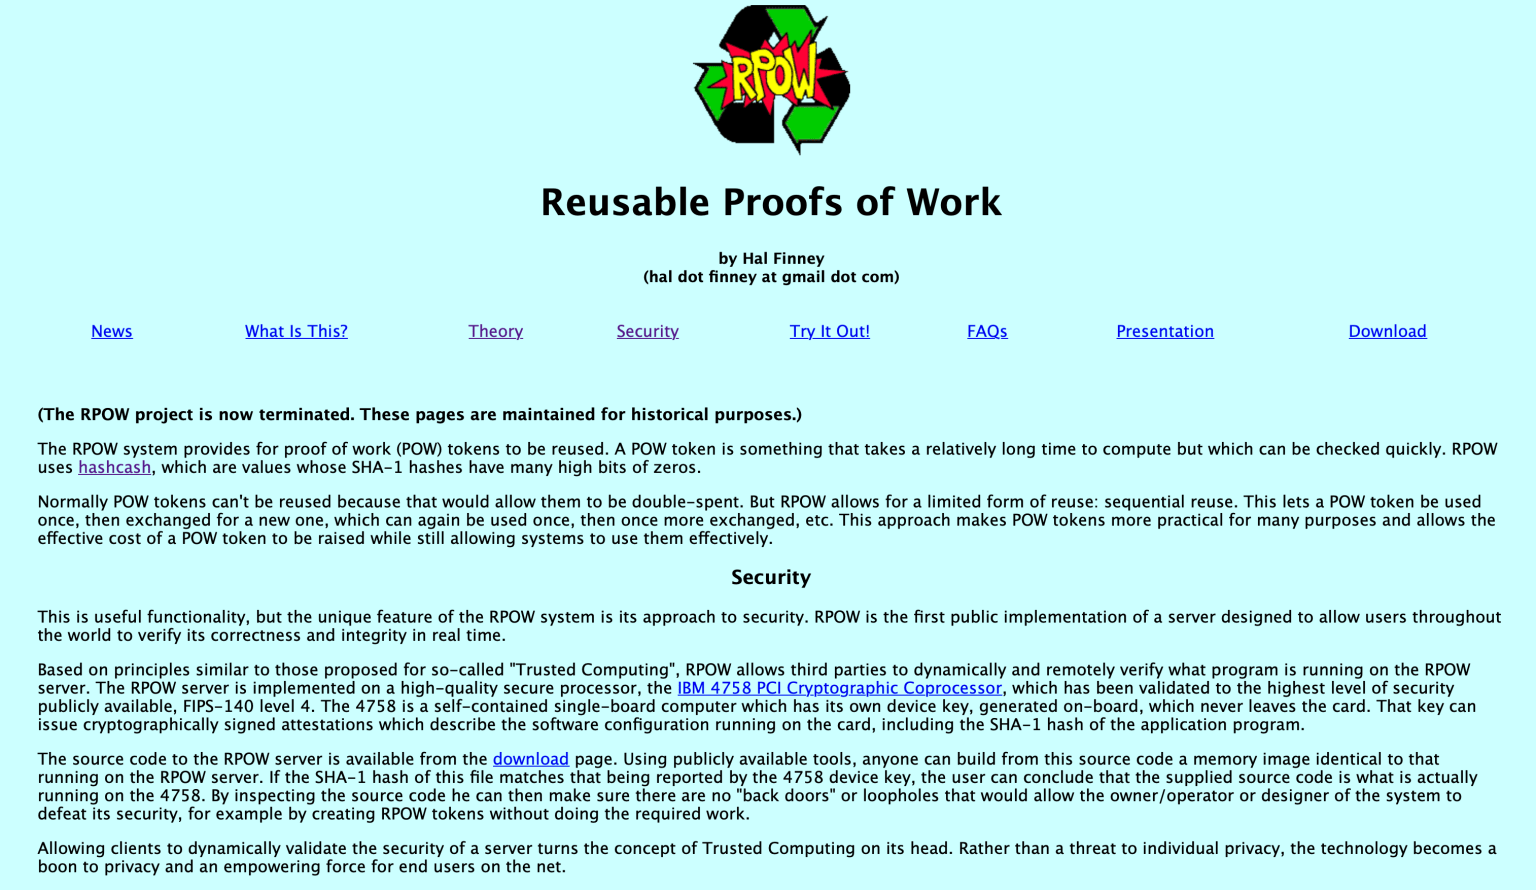 RPOW
Reusable Proofs of Work
by Hal Finney
(hal dot finney at gmail dot com)
News What Is This? Theory Security Try It Out! FAQs Presentation Download
(The RPOW project is now terminated. These pages are maintained for historical purposes.)
The RPOW system provides for proof of work (POW) tokens to be reused. A POW token is something that takes a relatively long time to compute but which can be checked quickly. RPOW
uses hashcash, which are values whose SHA-1 hashes have many high bits of zeros.
Normally POW tokens can't be reused because that would allow them to be double-spent. But RPOW allows for a limited form of reuse: sequential reuse. This lets a POW token be used
once, then exchanged for a new one, which can again be used once, then once more exchanged, etc. This approach makes POW tokens more practical for many purposes and allows the
effective cost of a POW token to be raised while still allowing systems to use them effectively.
Security
This is useful functionality, but the unique feature of the RPOW system is its approach to security. RPOW is the first public implementation of a server designed to allow users throughout
the world to verify its correctness and integrity in real time.
Based on principles similar to those proposed for so-called "Trusted Computing", RPOW allows third parties to dynamically and remotely verify what program is running on the RPOW
server. The RPOW server is implemented on a high-quality secure processor, the IBM 4758 PCI Cryptographic Coprocessor, which has been validated to the highest level of security
publicly available, FIPS-140 level 4. The 4758 is a self-contained single-board computer which has its own device key, generated on-board, which never leaves the card. That key can
issue cryptographically signed attestations which describe the software configuration running on the card, including the SHA-1 hash of the application program.
The source code to the RPOW server is available from the download page. Using publicly available tools, anyone can build from this source code a memory image identical to that
running on the RPOW server. If the SHA-1 hash of this file matches that being reported by the 4758 device key, the user can conclude that the supplied source code is what is actually
running on the 4758. By inspecting the source code he can then make sure there are no "back doors" or loopholes that would allow the owner/operator or designer of the system to
defeat its security, for example by creating RPOW tokens without doing the required work.
Allowing clients to dynamically validate the security of a server turns the concept of Trusted Computing on its head. Rather than a threat to individual privacy, the technology becomes a
boon to privacy and an empowering force for end users on the net.